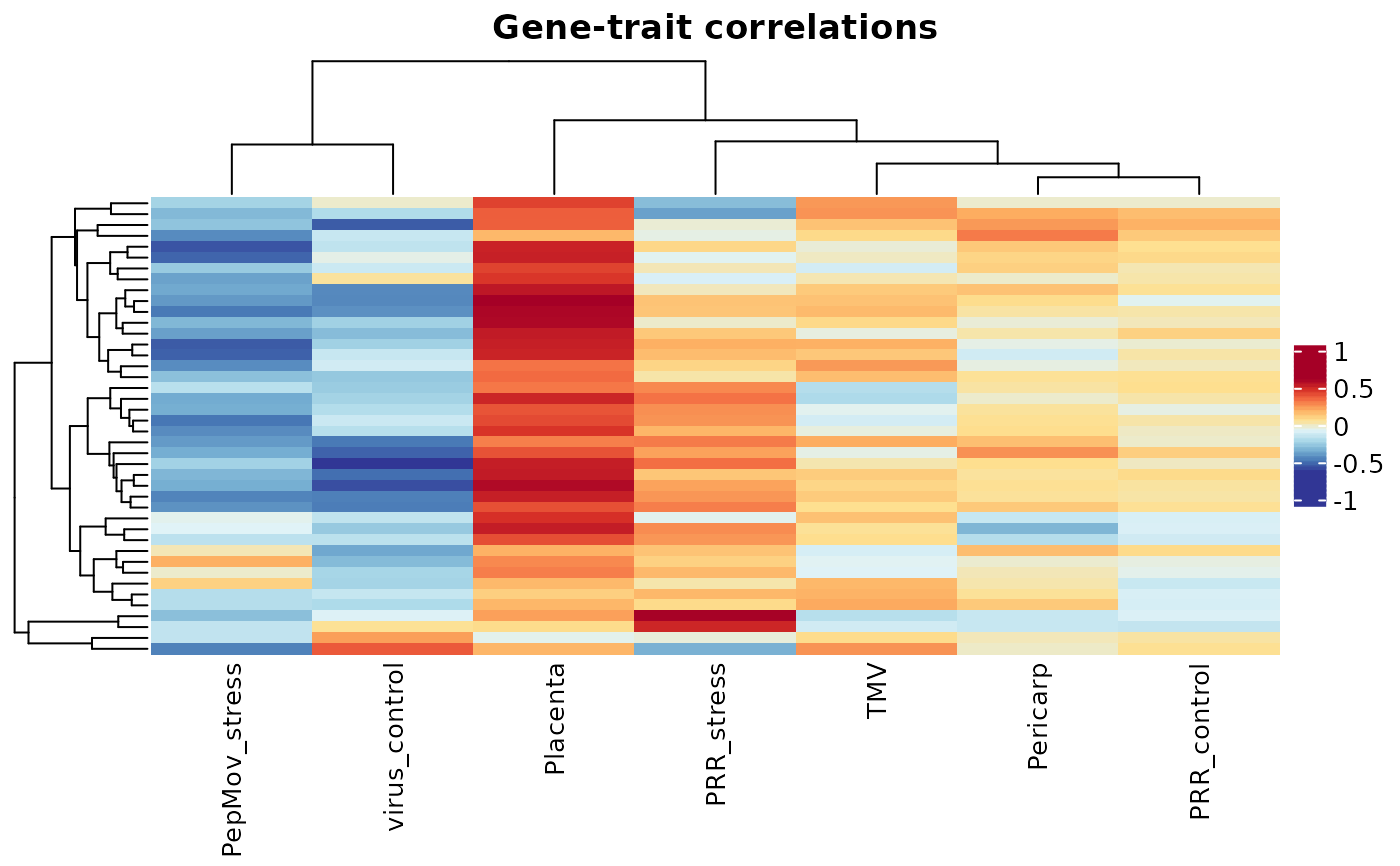 Gene-trait correlations
1
0.5
0
-0.5
-1
PepMov_stress
virus_control
Placenta
PRR_stress
TMV
Pericarp
PRR_control